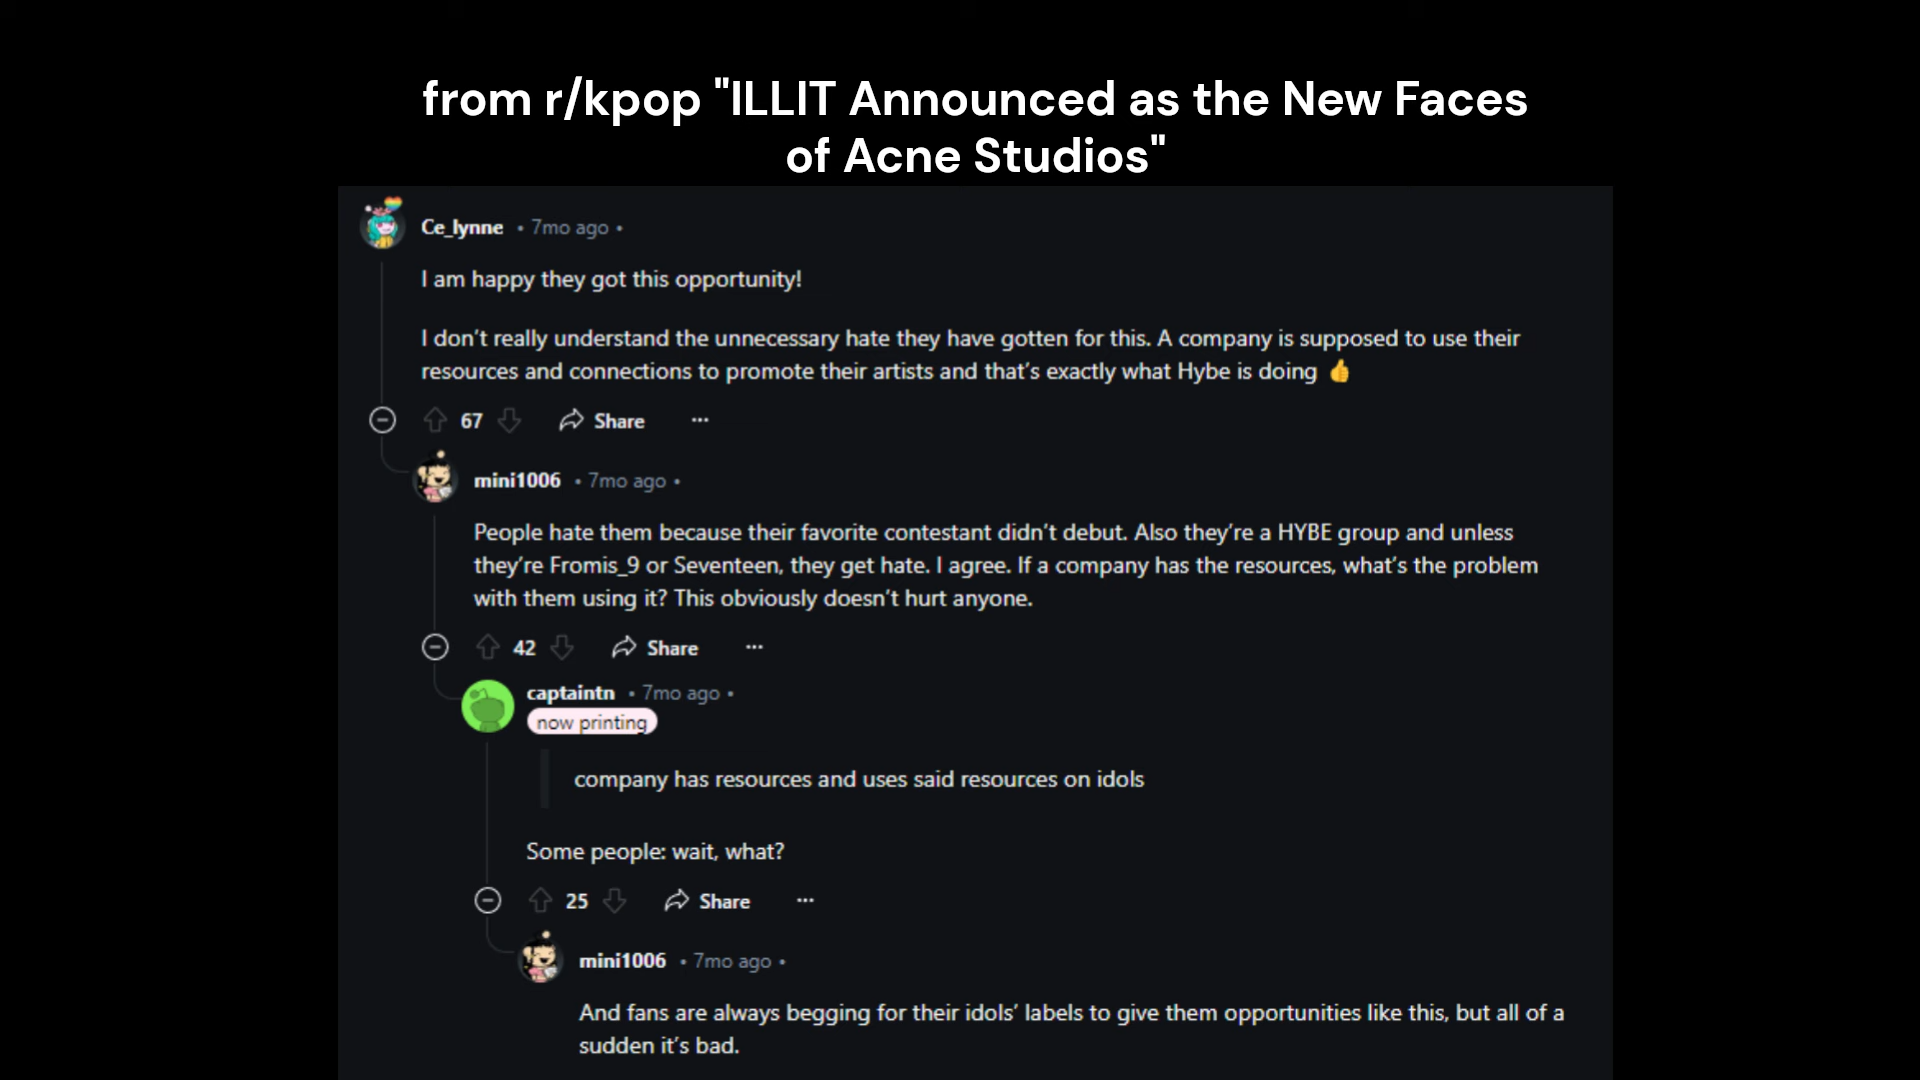 from r/kpop "ILLIT Announced as the New Faces
of Acne Studios"
Ce_lynne • 7mo ago •
I am happy they got this opportunity!
I don’t really understand the unnecessary hate they have gotten for this. A company is supposed to use their
resources and connections to promote their artists and that’s exactly what Hybe is doing 👍
67 Share ...
mini1006 • 7mo ago •
People hate them because their favorite contestant didn’t debut. Also they’re a HYBE group and unless
they’re Fromis_9 or Seventeen, they get hate. I agree. If a company has the resources, what’s the problem
with them using it? This obviously doesn’t hurt anyone.
42 Share ...
captaintn • 7mo ago •
now printing
company has resources and uses said resources on idols
Some people: wait, what?
25 Share ...
mini1006 • 7mo ago •
And fans are always begging for their idols’ labels to give them opportunities like this, but all of a
sudden it’s bad.